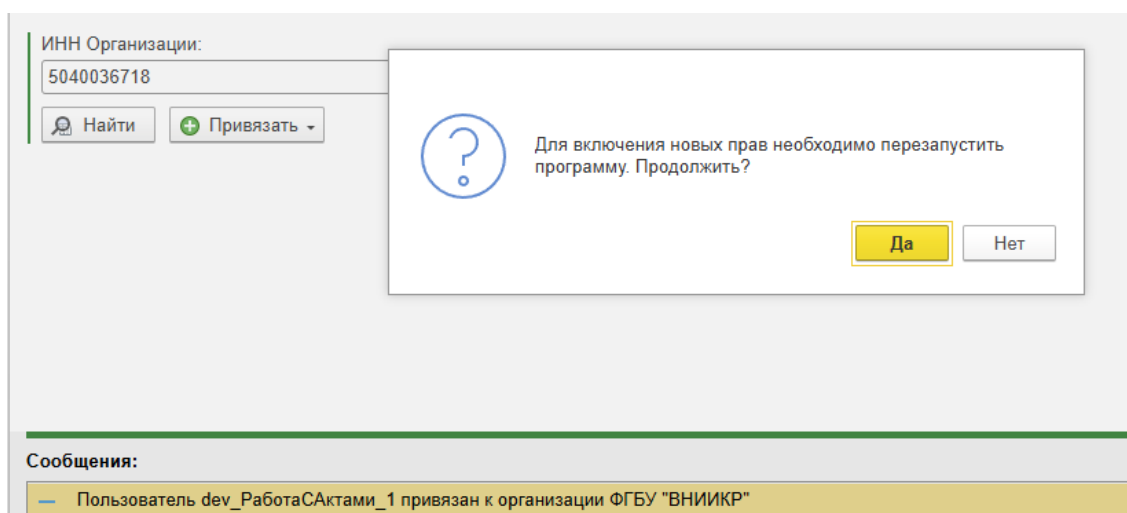 ИНН Организации:
5040036718
Найти
Привязать
Для включения новых прав необходимо перезапустить
программу. Продолжить?
Да
Нет
Сообщения:
Пользователь dev_РаботаСАктами_1 привязан к организации ФГБУ "ВНИИКР"